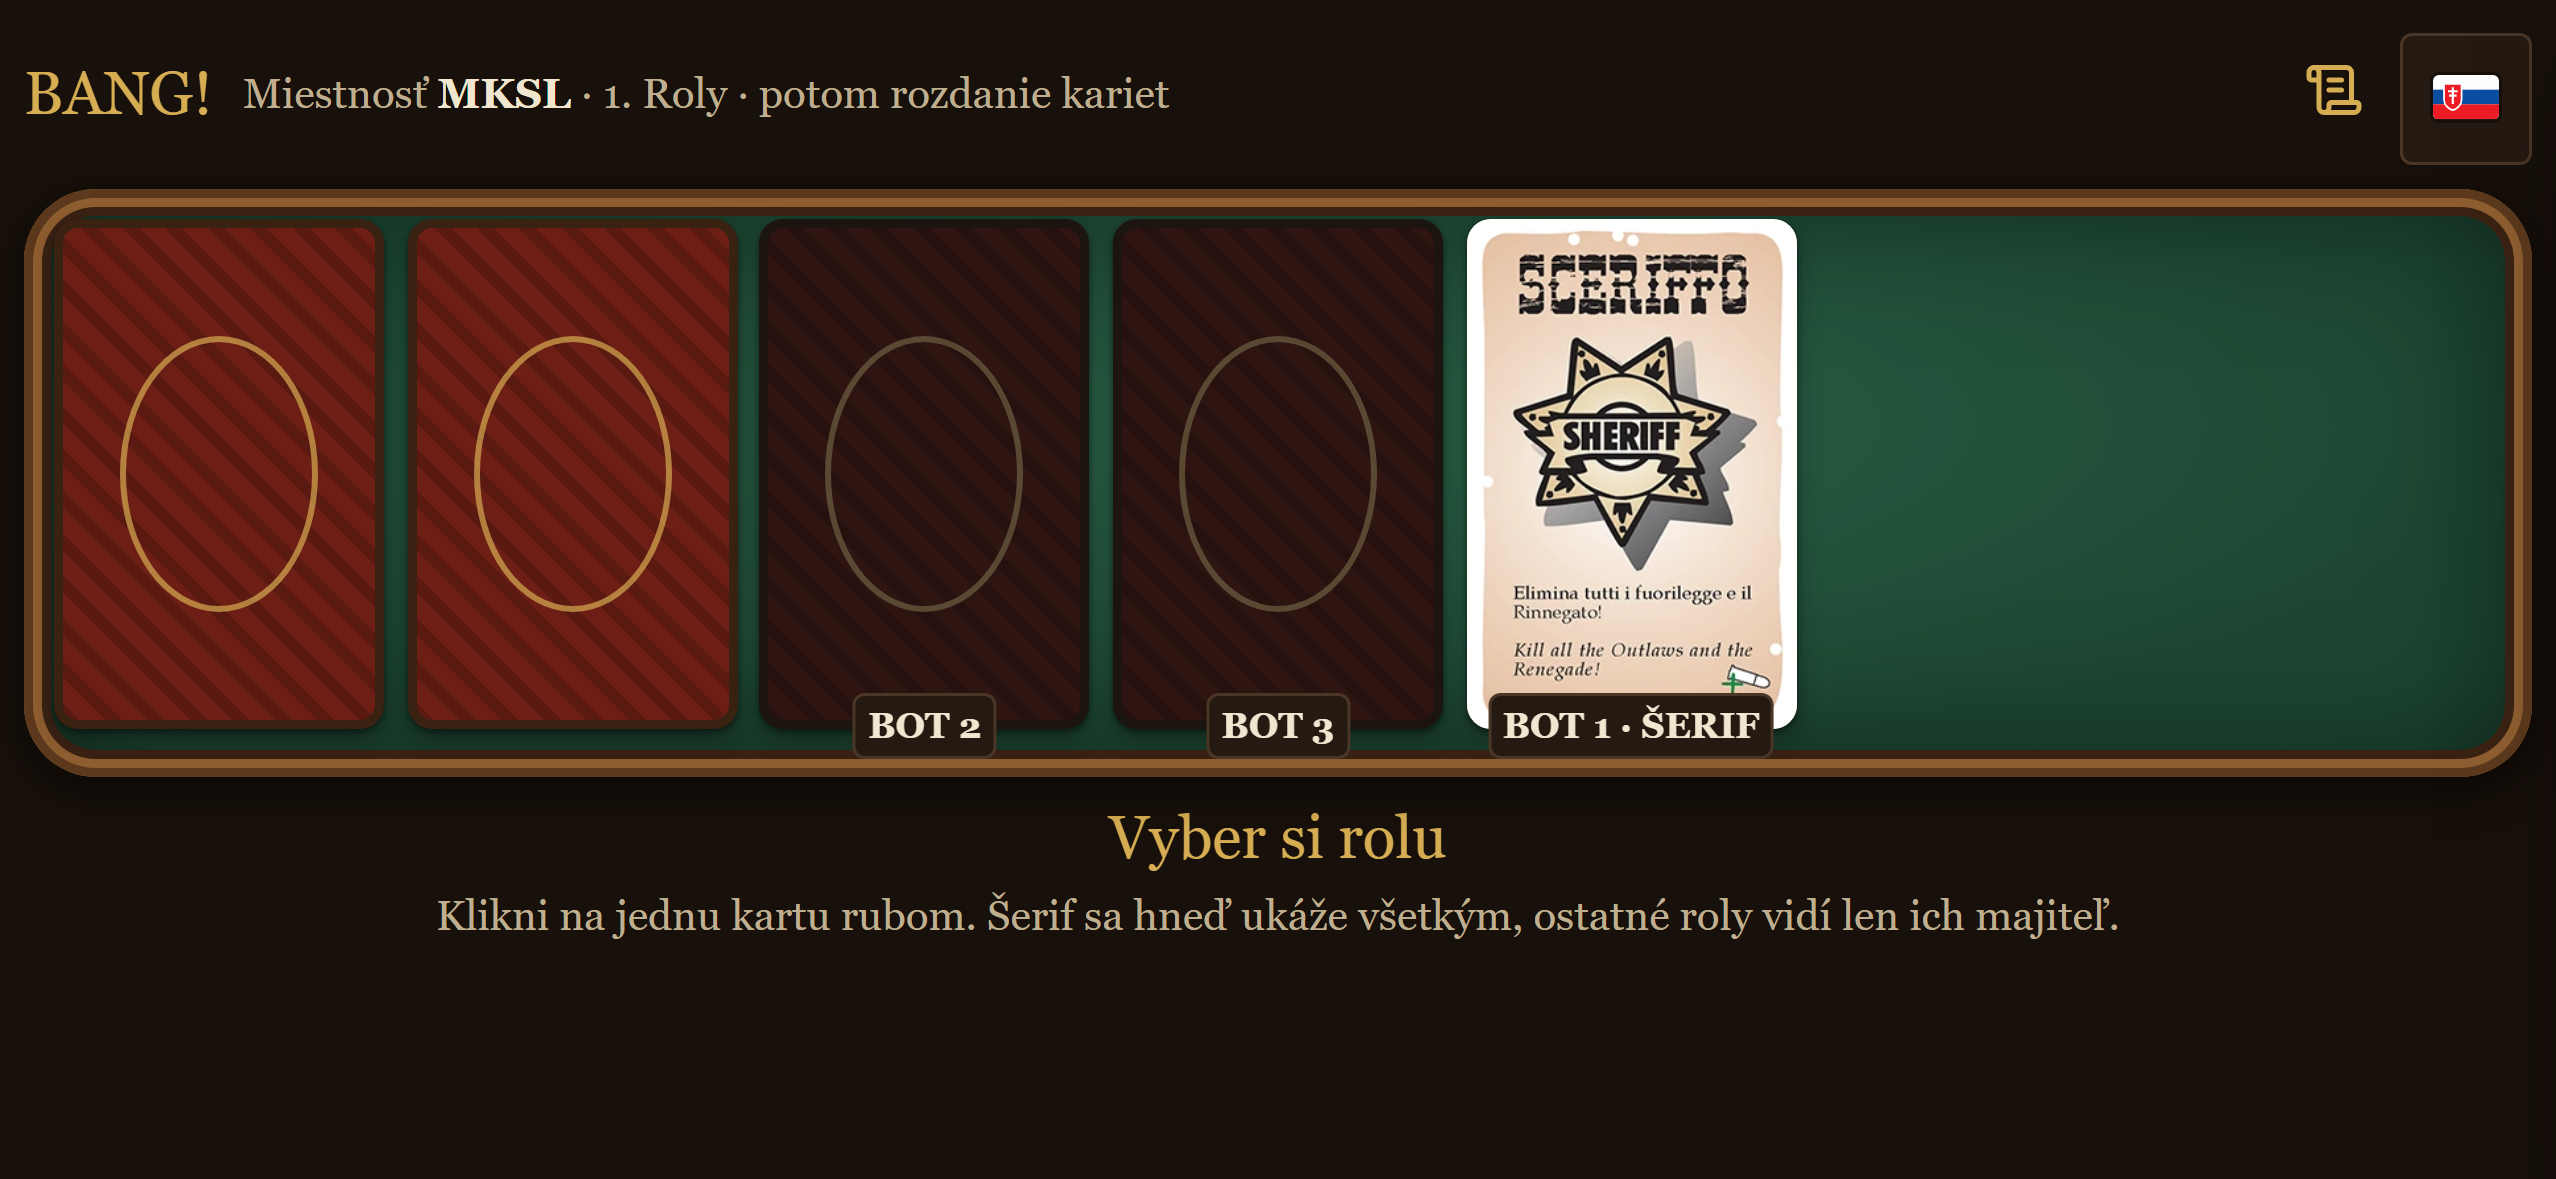 BANG! Miestnosť MKSL · 1. Roly · potom rozdanie kariet
SCERIFFO
SHERIFF
Elimina tutti i fuorilegge e il
Rinnegato!
Kill all the Outlaws and the
Renegade!
BOT 2
BOT 3
BOT 1 · ŠERIF
Vyber si rolu
Klikni na jednu kartu rubom. Šerif sa hneď ukáže všetkým, ostatné roly vidí len ich majiteľ.